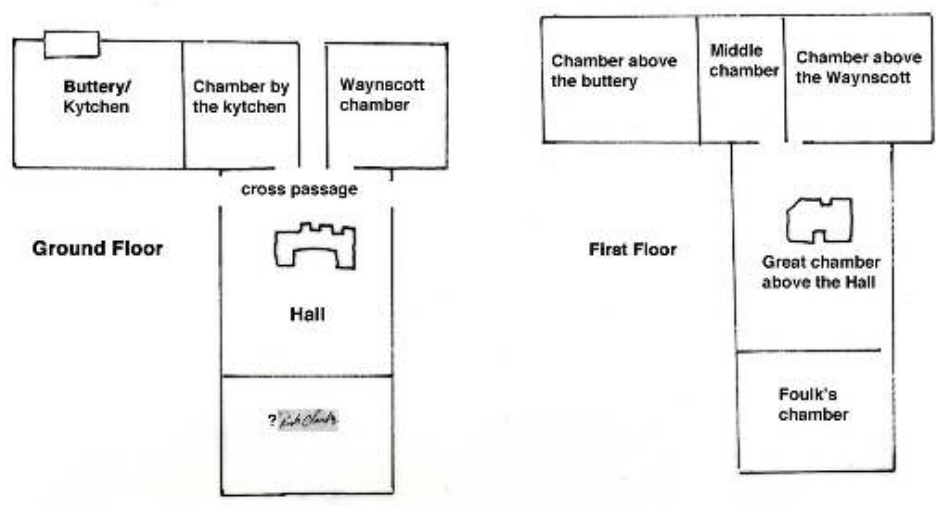 Buttery/
Kytchen
Chamber by
the kytchen
Waynscott
chamber
cross passage
Ground Floor
Hall
?
Chamber above
the buttery
Middle
chamber
Chamber above
the Waynscott
First Floor
Great chamber
above the Hall
Foulk's
chamber